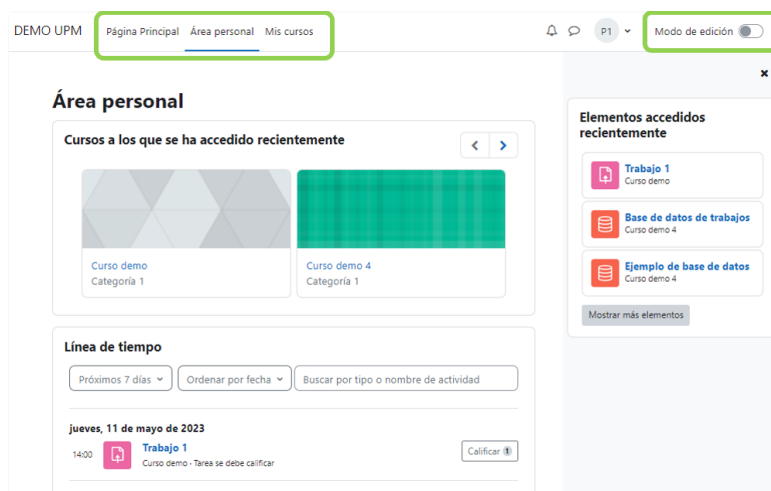 DEMO UPM Página Principal Área personal Mis cursos P1 Modo de edición
Área personal
Cursos a los que se ha accedido recientemente
Curso demo
Categoría 1
Curso demo 4
Categoría 1
Línea de tiempo
Próximos 7 días Ordenar por fecha Buscar por tipo o nombre de actividad
jueves, 11 de mayo de 2023
14:00 Trabajo 1 Calificar 1
Curso demo · Tarea se debe calificar
Elementos accedidos
recientemente
Trabajo 1
Curso demo
Base de datos de trabajos
Curso demo 4
Ejemplo de base de datos
Curso demo 4
Mostrar más elementos